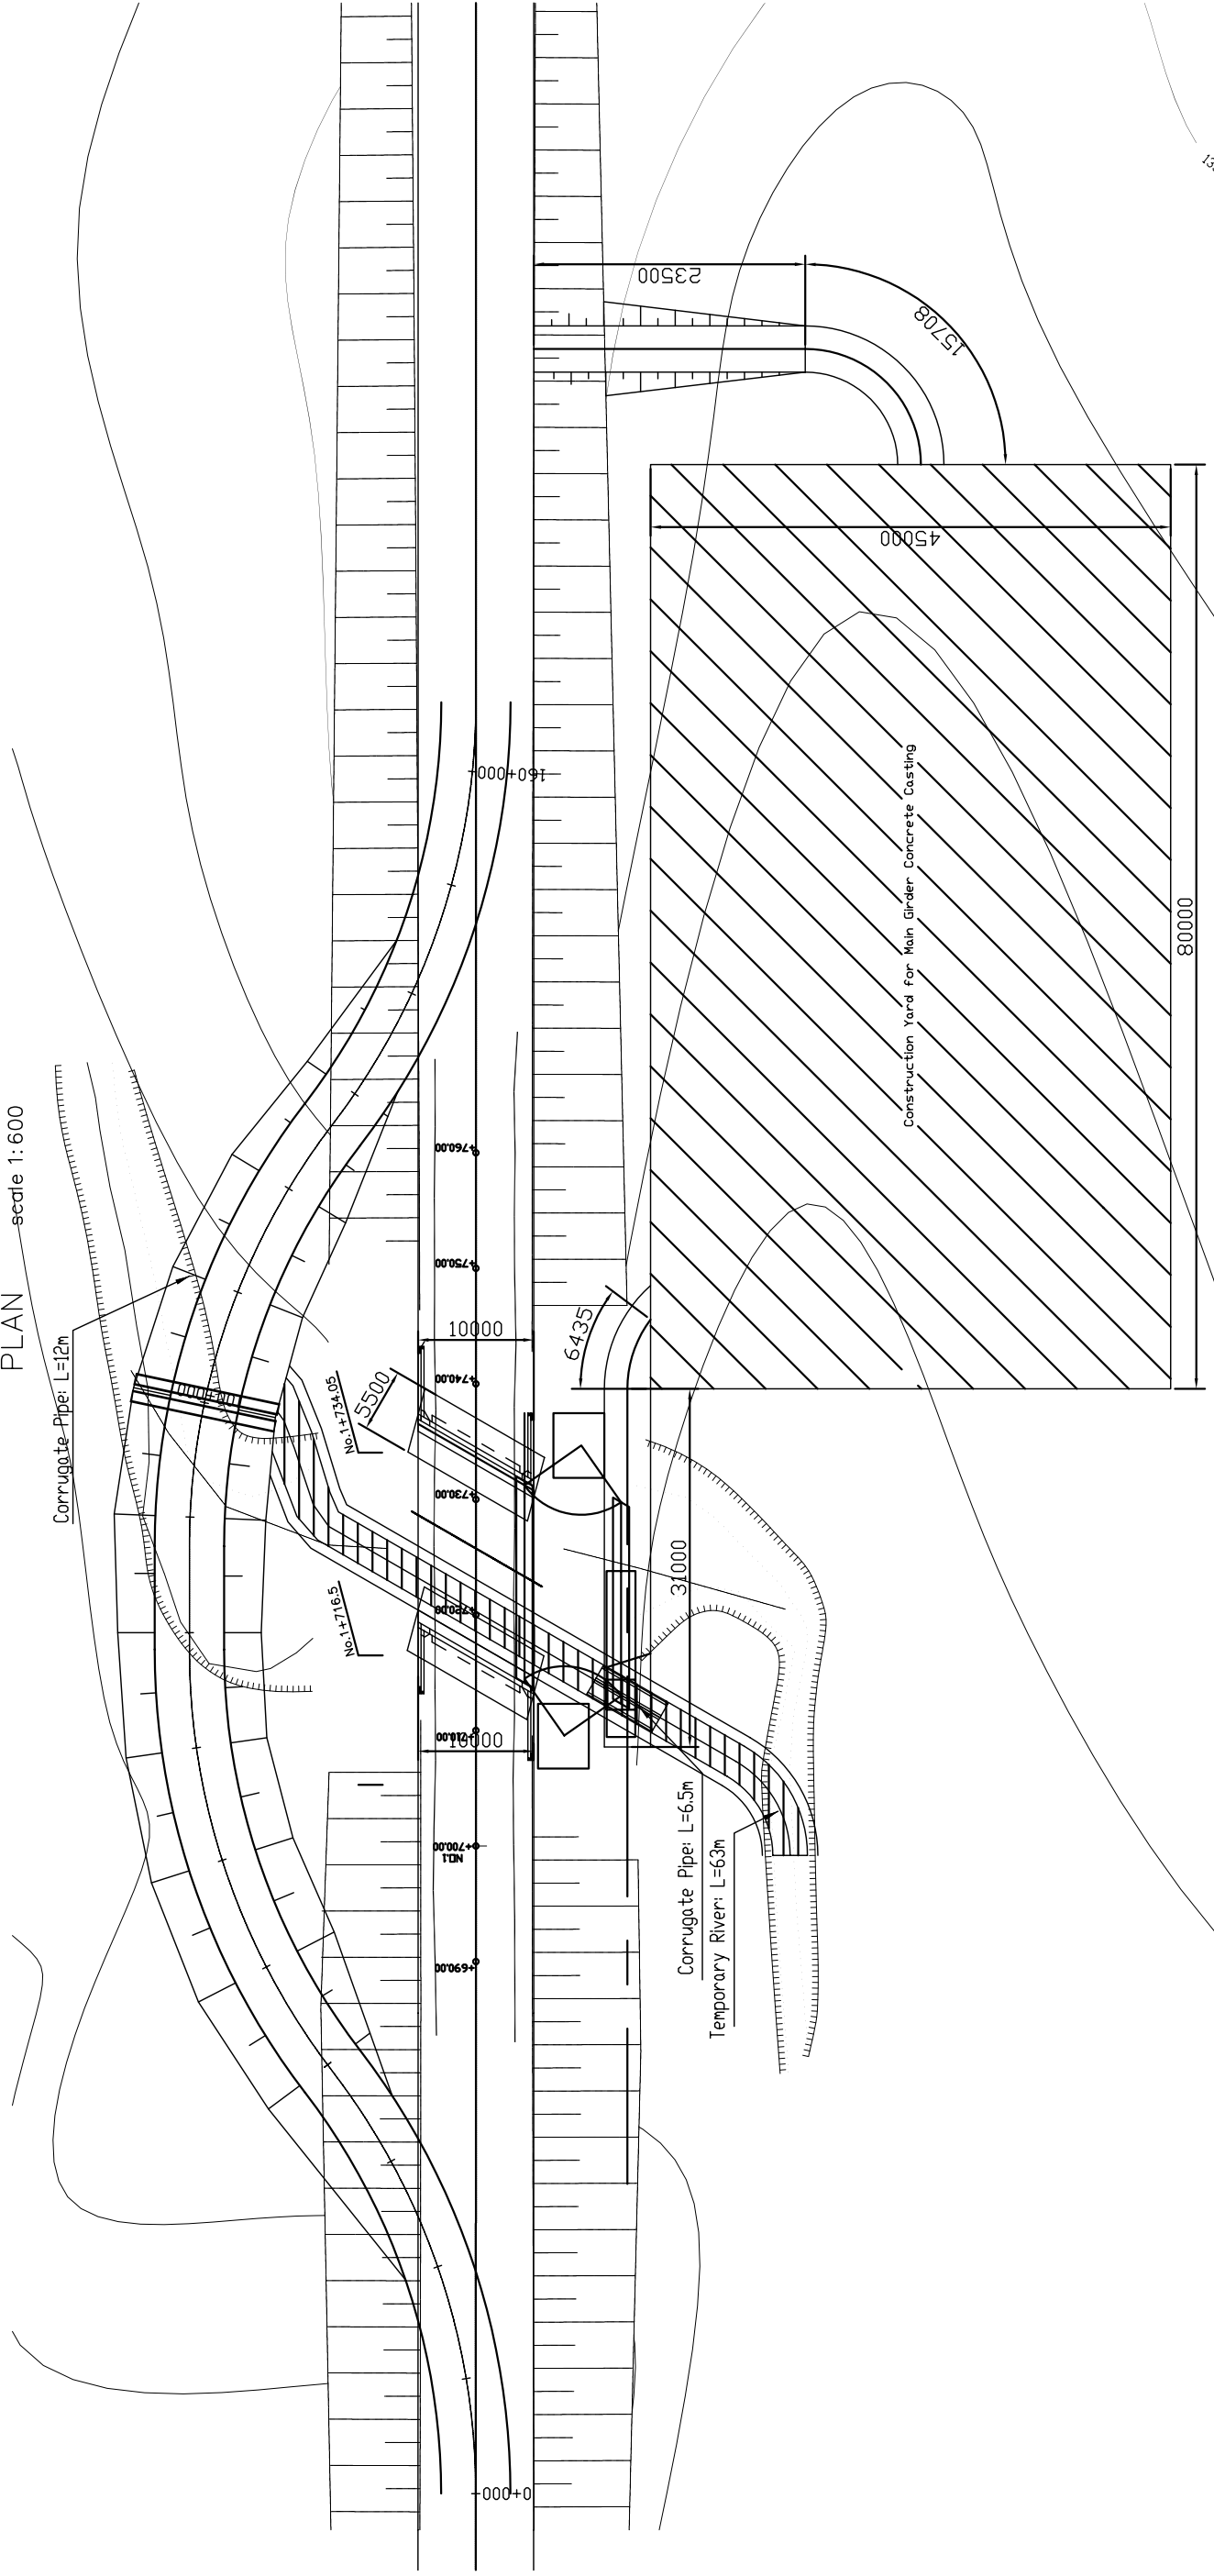 PLAN scale 1:600
Corrugate Pipe: L=12m
No.1+734.05
No.1+716.5
5500
10000
10000
6435
31000
23500
15708
45000
80000
Construction Yard for Main Girder Concrete Casting
160+000
+760.00
+750.00
+740.00
+730.00
+720.00
+710.00
NO.1
+700.00
+690.00
0+000
Corrugate Pipe: L=6.5m
Temporary River: L=63m